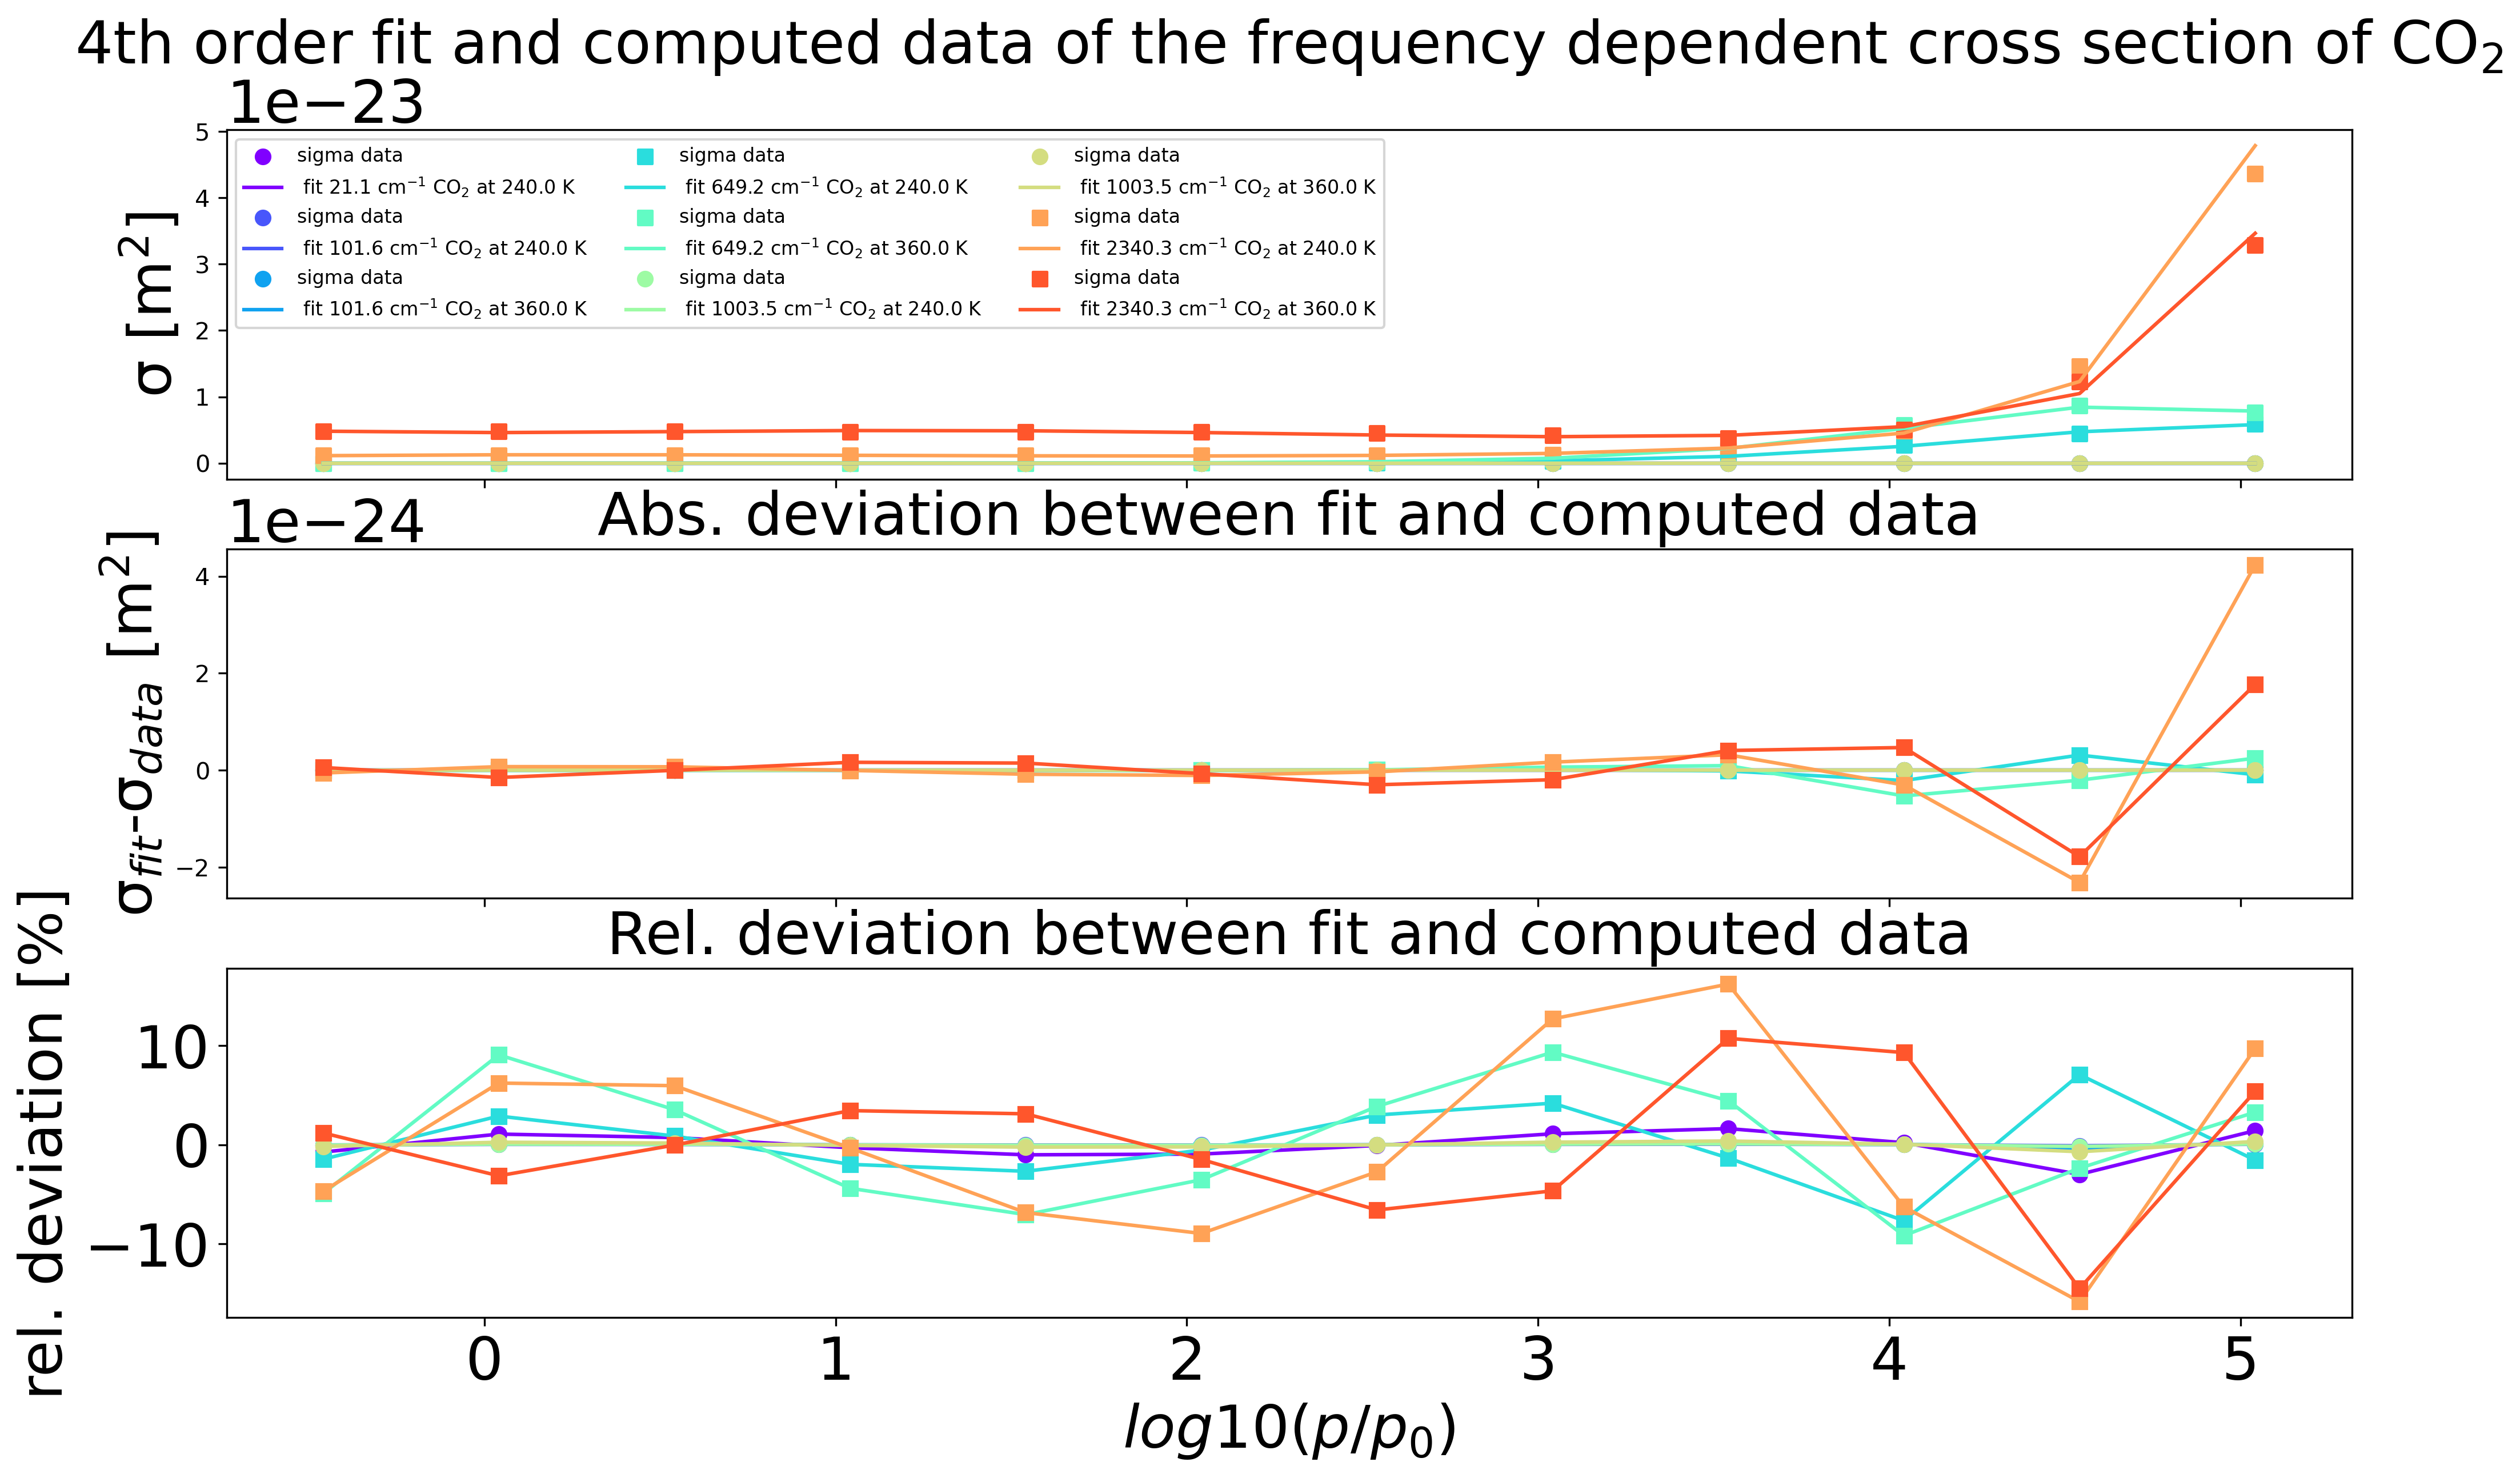 4th order fit and computed data of the frequency dependent cross section of CO₂
1e−23
σ [m²]
5
4
3
2
1
0
sigma data
fit 21.1 cm⁻¹ CO₂ at 240.0 K
sigma data
fit 101.6 cm⁻¹ CO₂ at 240.0 K
sigma data
fit 101.6 cm⁻¹ CO₂ at 360.0 K
sigma data
fit 649.2 cm⁻¹ CO₂ at 240.0 K
sigma data
fit 649.2 cm⁻¹ CO₂ at 360.0 K
sigma data
fit 1003.5 cm⁻¹ CO₂ at 240.0 K
sigma data
fit 1003.5 cm⁻¹ CO₂ at 360.0 K
sigma data
fit 2340.3 cm⁻¹ CO₂ at 240.0 K
sigma data
fit 2340.3 cm⁻¹ CO₂ at 360.0 K
Abs. deviation between fit and computed data
1e−24
σ_fit-σ_data [m²]
4
2
0
−2
Rel. deviation between fit and computed data
rel. deviation [%]
10
0
−10
0 1 2 3 4 5
log10(p/p₀)